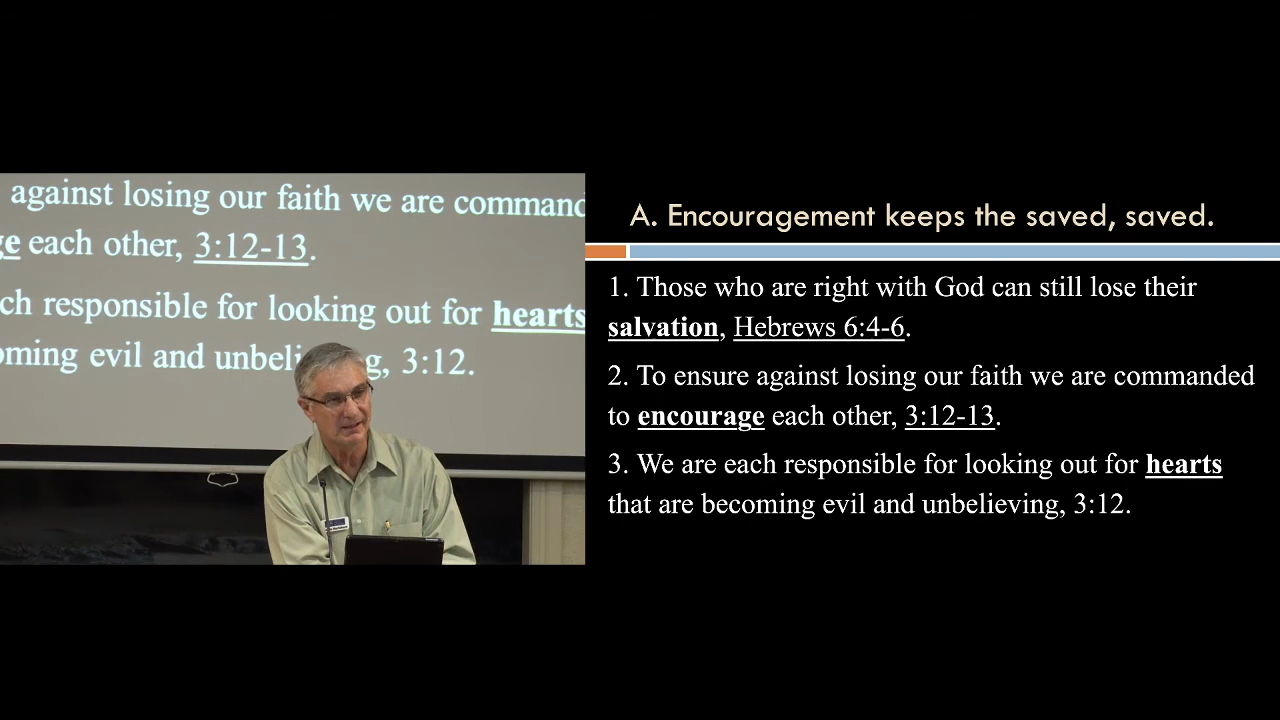 against losing our faith we are command
ge each other, 3:12-13.
ch responsible for looking out for hearts
oming evil and unbelieving, 3:12.
A. Encouragement keeps the saved, saved.
1. Those who are right with God can still lose their
salvation, Hebrews 6:4-6.
2. To ensure against losing our faith we are commanded
to encourage each other, 3:12-13.
3. We are each responsible for looking out for hearts
that are becoming evil and unbelieving, 3:12.